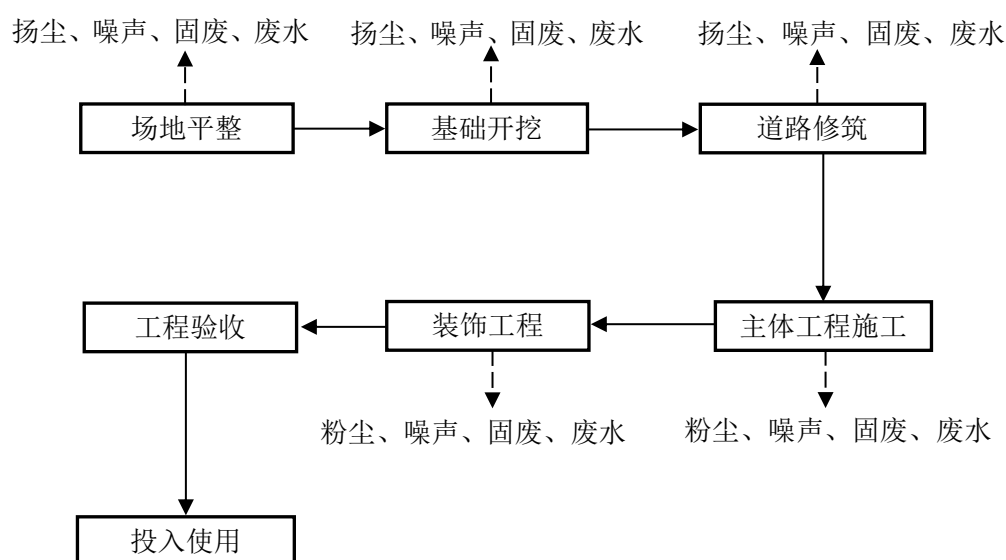 扬尘、噪声、固废、废水
扬尘、噪声、固废、废水
扬尘、噪声、固废、废水
场地平整
基础开挖
道路修筑
工程验收
装饰工程
主体工程施工
粉尘、噪声、固废、废水
粉尘、噪声、固废、废水
投入使用